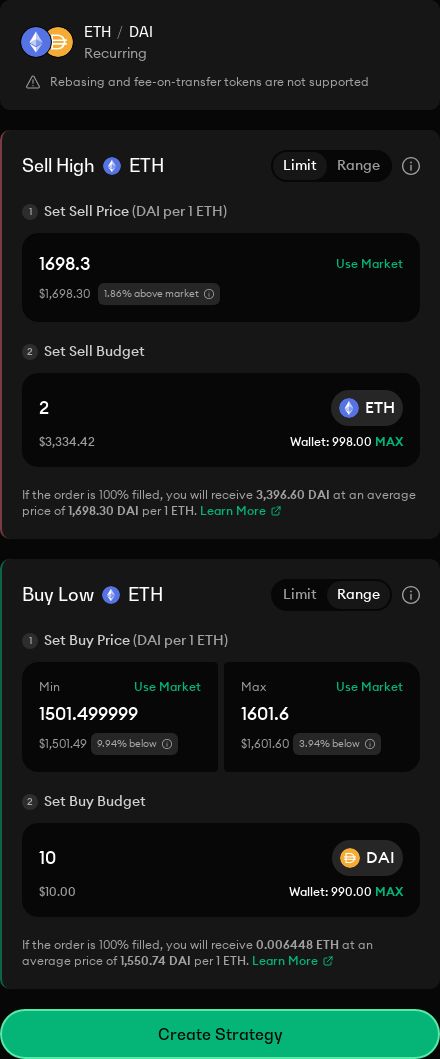 ETH / DAI
Recurring
Rebasing and fee-on-transfer tokens are not supported
Sell High ETH Limit Range
1 Set Sell Price (DAI per 1 ETH)
1698.3 Use Market
$1,698.30 1.86% above market
2 Set Sell Budget
2 ETH
$3,334.42 Wallet: 998.00 MAX
If the order is 100% filled, you will receive 3,396.60 DAI at an average
price of 1,698.30 DAI per 1 ETH. Learn More
Buy Low ETH Limit Range
1 Set Buy Price (DAI per 1 ETH)
Min Use Market Max Use Market
1501.499999 1601.6
$1,501.49 9.94% below $1,601.60 3.94% below
2 Set Buy Budget
10 DAI
$10.00 Wallet: 990.00 MAX
If the order is 100% filled, you will receive 0.006448 ETH at an
average price of 1,550.74 DAI per 1 ETH. Learn More
Create Strategy